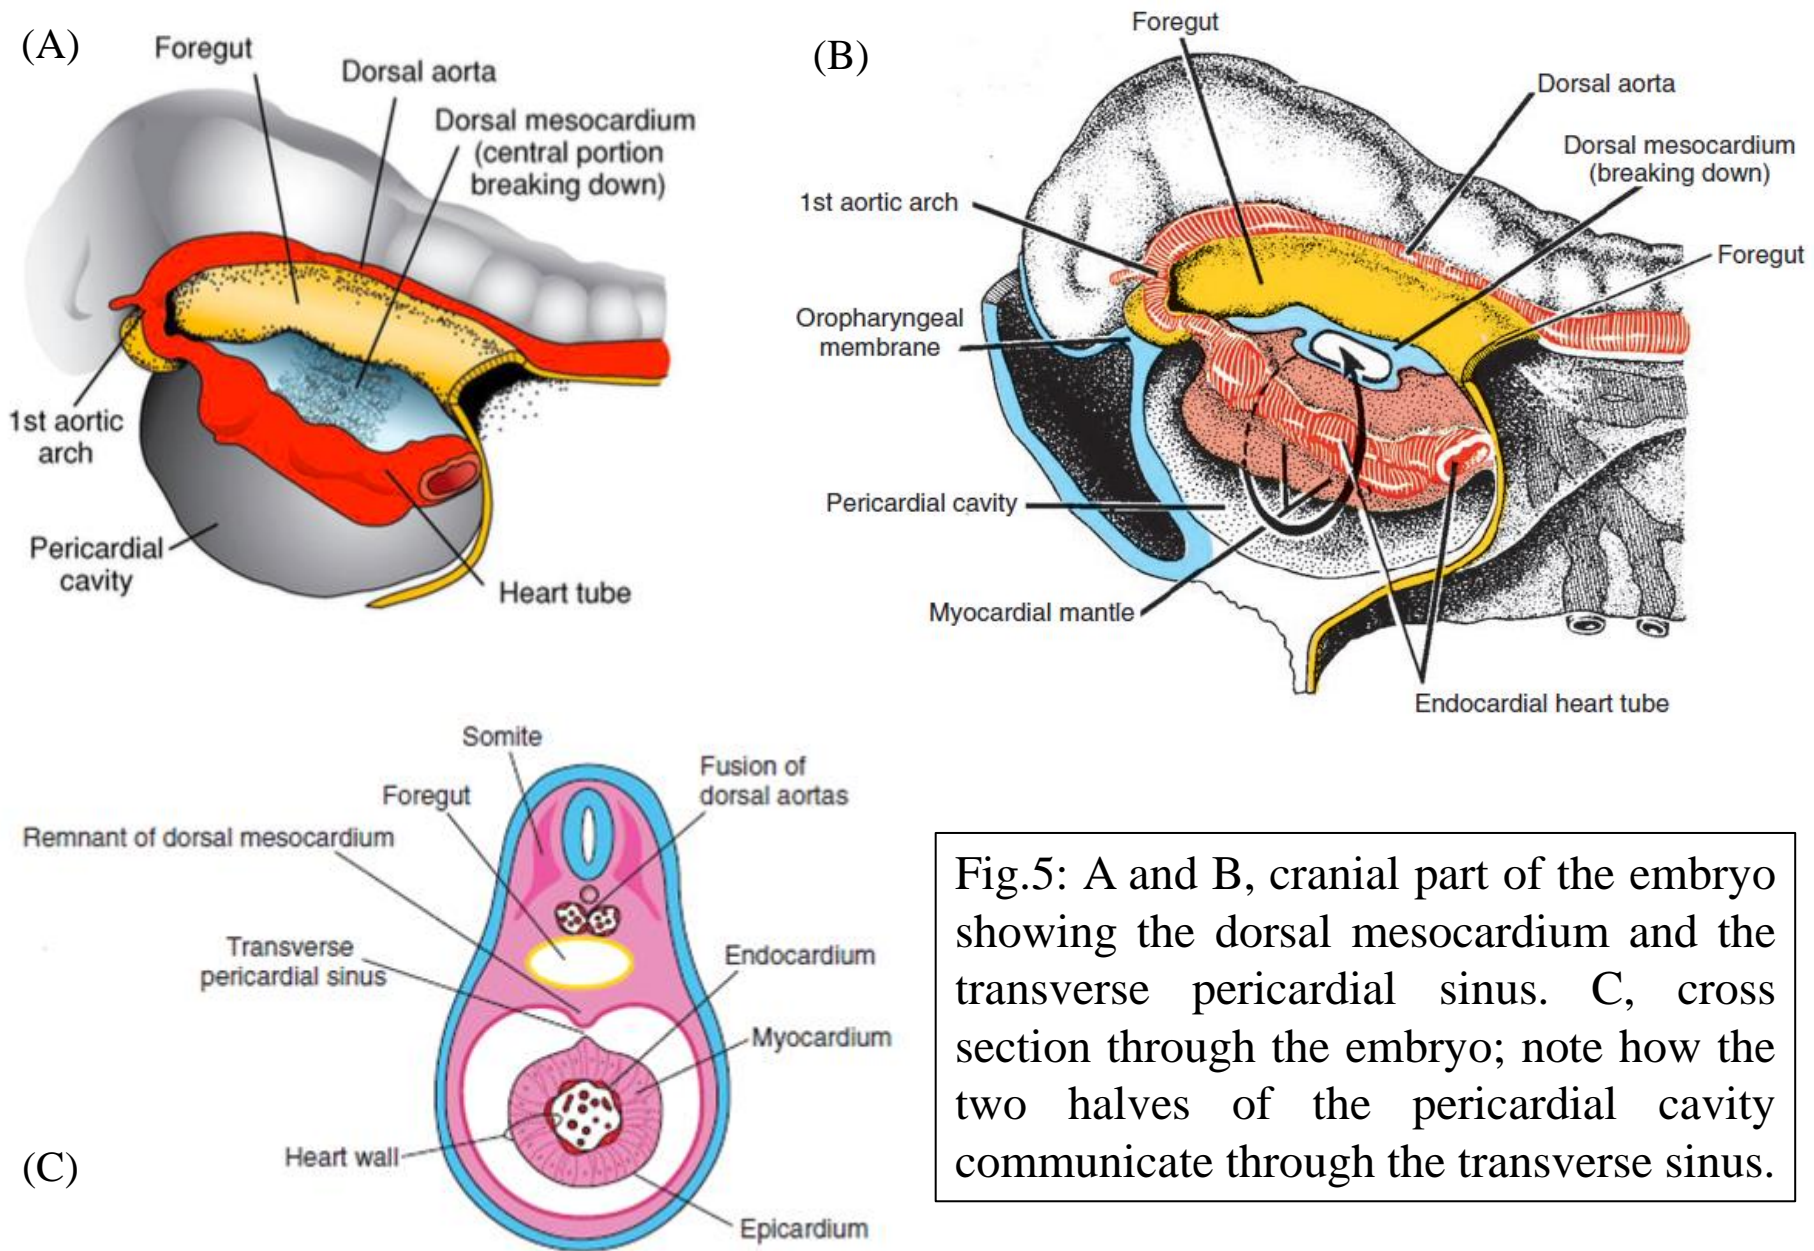 (A)
Foregut
Dorsal aorta
Dorsal mesocardium
(central portion
breaking down)
1st aortic
arch
Pericardial
cavity
Heart tube
(B)
Foregut
Dorsal aorta
Dorsal mesocardium
(breaking down)
1st aortic arch
Foregut
Oropharyngeal
membrane
Pericardial cavity
Myocardial mantle
Endocardial heart tube
Somite
Fusion of
dorsal aortas
Foregut
Remnant of dorsal mesocardium
Transverse
pericardial sinus
Endocardium
Myocardium
Heart wall
(C)
Epicardium
Fig.5: A and B, cranial part of the embryo
showing the dorsal mesocardium and the
transverse pericardial sinus. C, cross
section through the embryo; note how the
two halves of the pericardial cavity
communicate through the transverse sinus.